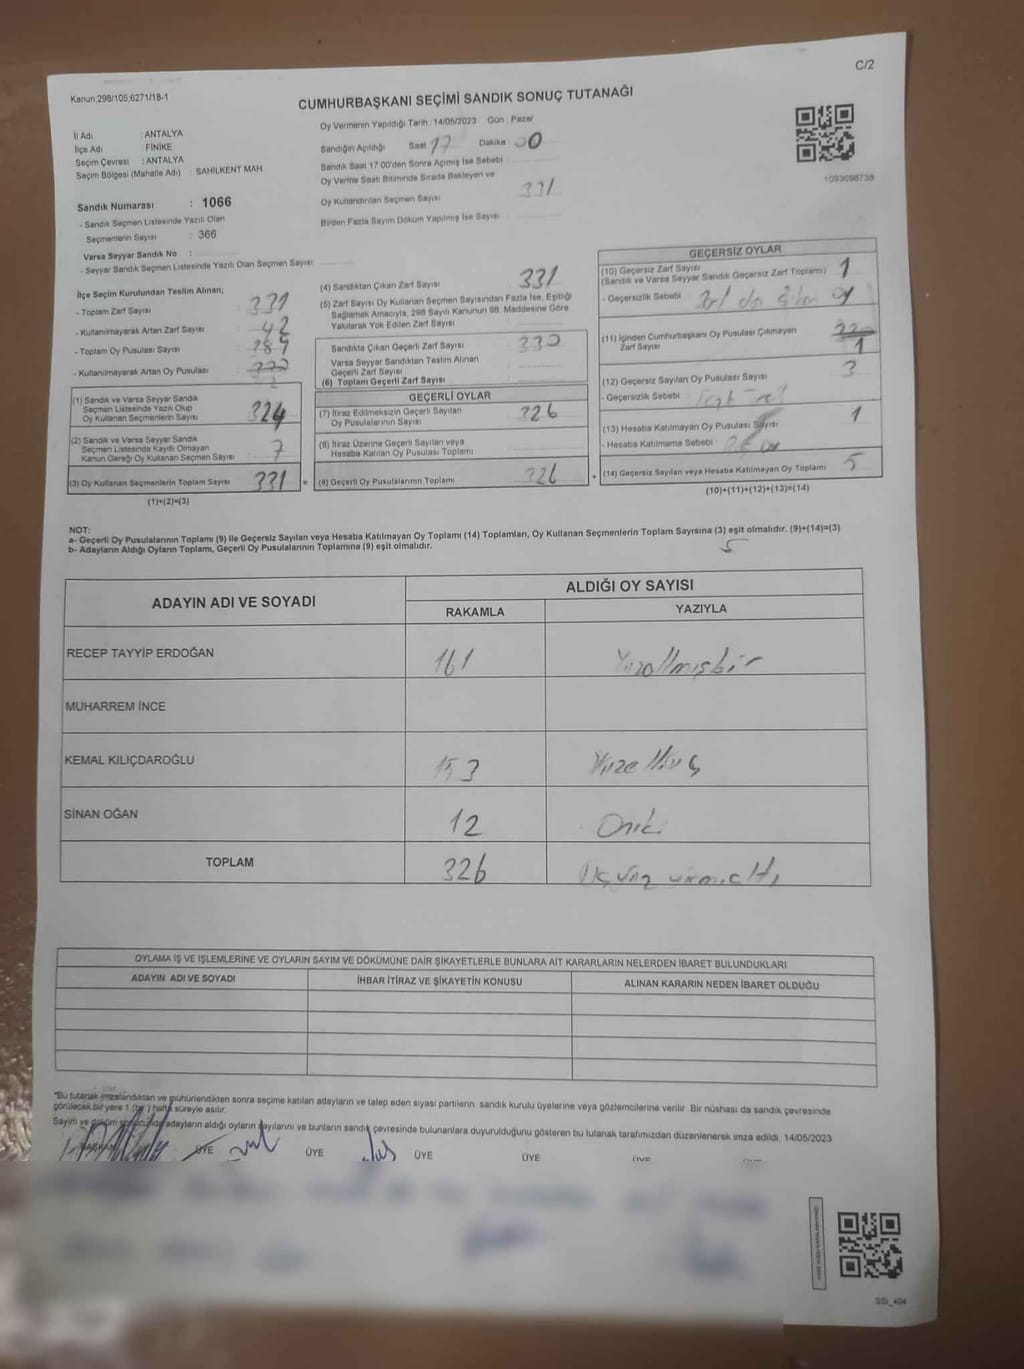 C/2
Kanun:298/105;6271/18-1
CUMHURBAŞKANI SEÇİMİ SANDIK SONUÇ TUTANAĞI
İl Adı : ANTALYA
İlçe Adı : FİNİKE
Seçim Çevresi : ANTALYA
Seçim Bölgesi (Mahalle Adı) : SAHİLKENT MAH.
Sandık Numarası : 1066
- Sandık Seçmen Listesinde Yazılı Olan
Seçmenlerin Sayısı : 366
Varsa Seyyar Sandık No :
- Seyyar Sandık Seçmen Listesinde Yazılı Olan Seçmen Sayısı:
Oy Vermenin Yapıldığı Tarih :14/05/2023 Gün : Pazar
Sandığın Açıldığı Saat 17 Dakika 00
Sandık Saat 17.00'den Sonra Açımış İse Sebebi
Oy Verme Saati Bitiminde Sırada Bekleyen ve
Oy Kullandırılan Seçmen Sayısı 331
Birden Fazla Sayım Döküm Yapılmış İse Sayısı
1093698738
İlçe Seçim Kurulundan Teslim Alınan;
- Toplam Zarf Sayısı : 331
- Kullanılmayarak Artan Zarf Sayısı : 42
- Toplam Oy Pusulası Sayısı :
- Kullanılmayarak Artan Oy Pusulası :
(1) Sandık ve Varsa Seyyar Sandık
Seçmen Listesinde Yazılı Olup
Oy Kullanan Seçmenlerin Sayısı : 324
(2) Sandık ve Varsa Seyyar Sandık
Seçmen Listesinde Kayıtlı Olmayan
Kanun Gereği Oy Kullanan Seçmen Sayısı : 7
(3) Oy Kullanan Seçmenlerin Toplam Sayısı : 331
(1)+(2)=(3)
(4) Sandıktan Çıkan Zarf Sayısı : 331
(5) Zarf Sayısı Oy Kullanan Seçmen Sayısından Fazla İse, Eşitliği
Sağlamak Amacıyla, 298 Sayılı Kanunun 98. Maddesine Göre
Yakılarak Yok Edilen Zarf Sayısı :
Sandıkta Çıkan Geçerli Zarf Sayısı : 330
Varsa Seyyar Sandıktan Teslim Alınan
Geçerli Zarf Sayısı :
(6) Toplam Geçerli Zarf Sayısı :
GEÇERLİ OYLAR
(7) İtiraz Edilmeksizin Geçerli Sayılan
Oy Pusulasının Sayısı : 326
(8) İtiraz Üzerine Geçerli Sayılan veya
Hesaba Katılan Oy Pusulası Toplamı :
= (9) Geçerli Oy Pusulalarının Toplamı : 326
GEÇERSİZ OYLAR
(10) Geçersiz Zarf Sayısı
(Sandık ve Varsa Seyyar Sandık Geçersiz Zarf Toplamı) : 1
- Geçersizlik Sebebi : oy
(11) İçinden Cumhurbaşkanı Oy Pusulası Çıkmayan
Zarf Sayısı : 1
(12) Geçersiz Sayılan Oy Pusulası Sayısı : 3
- Geçersizlik Sebebi :
(13) Hesaba Katılmayan Oy Pusulası Sayısı : 1
- Hesaba Katılmama Sebebi :
+ (14) Geçersiz Sayılan veya Hesaba Katılmayan Oy Toplamı : 5
(10)+(11)+(12)+(13)=(14)
NOT:
a- Geçerli Oy Pusulalarının Toplamı (9) ile Geçersiz Sayılan veya Hesaba Katılmayan Oy Toplamı (14) Toplamları, Oy Kullanan Seçmenlerin Toplam Sayısına (3) eşit olmalıdır. (9)+(14)=(3)
b- Adayların Aldığı Oyların Toplamı, Geçerli Oy Pusulalarının Toplamına (9) eşit olmalıdır.
5
ADAYIN ADI VE SOYADI
ALDIĞI OY SAYISI
RAKAMLA YAZIYLA
RECEP TAYYİP ERDOĞAN 161 Yüzaltmışbir
MUHARREM İNCE
KEMAL KILIÇDAROĞLU 153 Yüzelliüç
SİNAN OĞAN 12 Oniki
TOPLAM 326 Üçyüz yirmialtı
OYLAMA İŞ VE İŞLEMLERİNE VE OYLARIN SAYIM VE DÖKÜMÜNE DAİR ŞİKAYETLERLE BUNLARA AİT KARARLARIN NELERDEN İBARET BULUNDUKLARI
ADAYIN ADI VE SOYADI İHBAR İTİRAZ VE ŞİKAYETİN KONUSU ALINAN KARARIN NEDEN İBARET OLDUĞU
"Bu tutanak imzalandıktan ve mühürlendikten sonra seçime katılan adayların ve talep eden siyasi partilerin sandık kurulu üyelerine veya gözlemcilerine verilir. Bir nüshası da sandık çevresinde
görülecek bir yere 1 (bir) hafta süreyle asılır.
Sayım ve döküm sonucunda adayların aldığı oyların sayılarını ve bunların sandık çevresinde bulunanlara duyurulduğunu gösteren bu tutanak tarafımızdan düzenlenerek imza edildi. 14/05/2023
BAŞKAN ÜYE ÜYE ÜYE ÜYE ÜYE
SSI_404